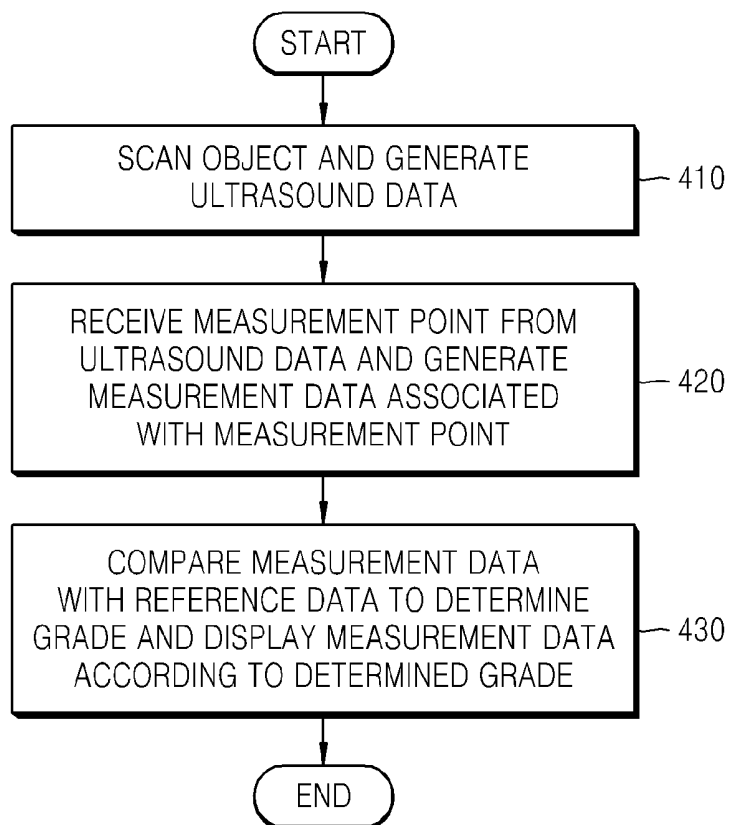 START
SCAN OBJECT AND GENERATE
ULTRASOUND DATA
410
RECEIVE MEASUREMENT POINT FROM
ULTRASOUND DATA AND GENERATE
MEASUREMENT DATA ASSOCIATED
WITH MEASUREMENT POINT
420
COMPARE MEASUREMENT DATA
WITH REFERENCE DATA TO DETERMINE
GRADE AND DISPLAY MEASUREMENT DATA
ACCORDING TO DETERMINED GRADE
430
END